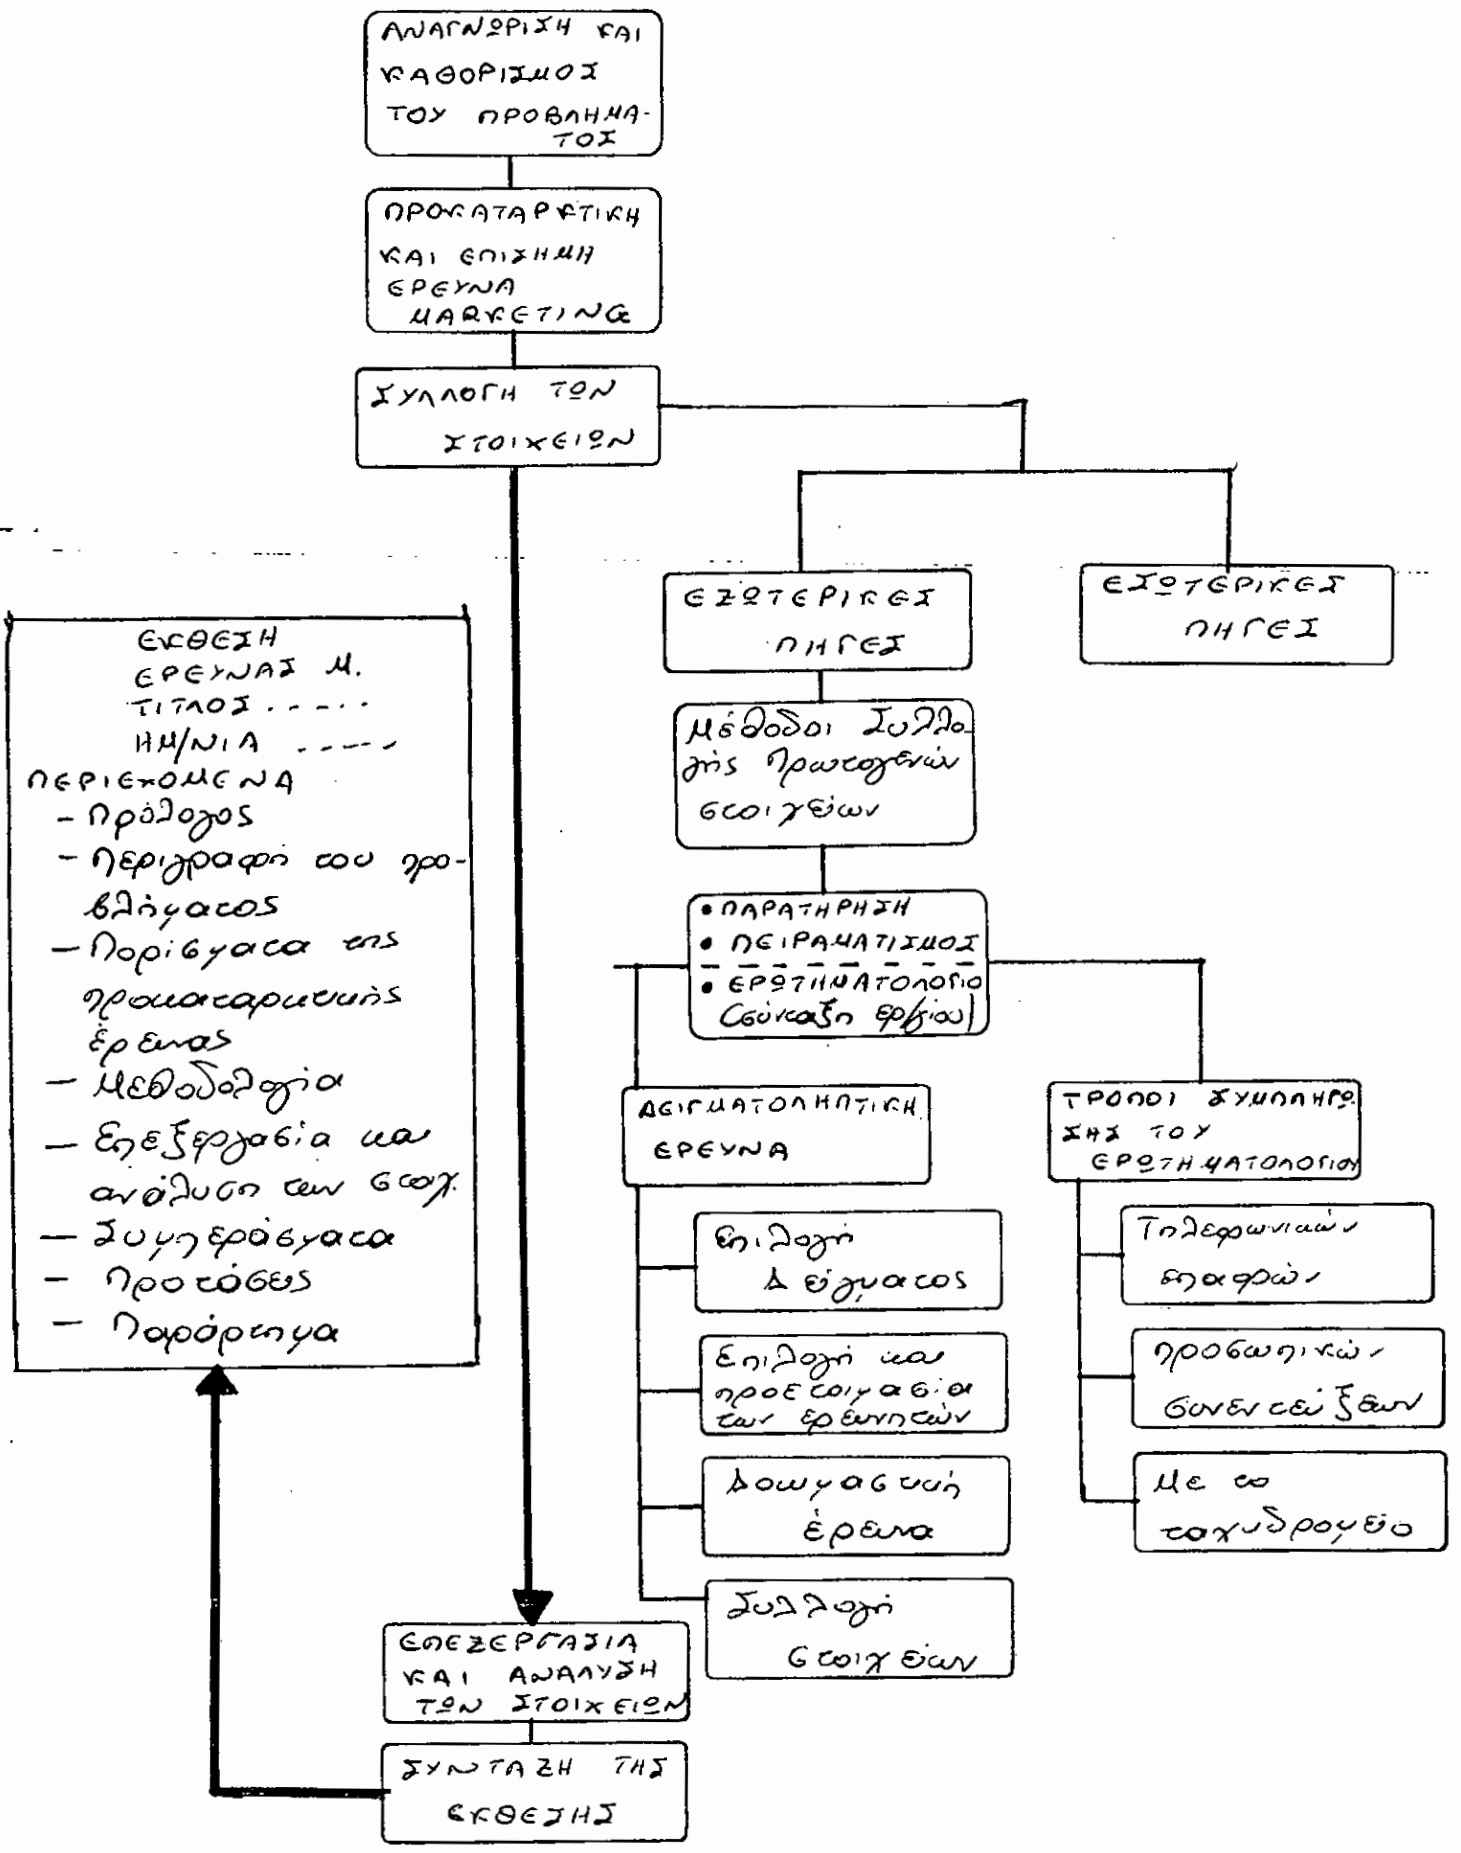 ΑΝΑΓΝΩΡΙΣΗ ΚΑΙ
ΚΑΘΟΡΙΣΜΟΣ
ΤΟΥ ΠΡΟΒΛΗΜΑ-
ΤΟΣ
ΠΡΟΚΑΤΑΡΚΤΙΚΗ
ΚΑΙ ΕΠΙΣΗΜΗ
ΕΡΕΥΝΑ
MARKETING
ΣΥΛΛΟΓΗ ΤΩΝ
ΣΤΟΙΧΕΙΩΝ
ΕΞΩΤΕΡΙΚΕΣ
ΠΗΓΕΣ
ΕΣΩΤΕΡΙΚΕΣ
ΠΗΓΕΣ
Μέθοδοι Συλλο-
γής Πρωτογενών
στοιχείων
• ΠΑΡΑΤΗΡΗΣΗ
• ΠΕΙΡΑΜΑΤΙΣΜΟΣ
• ΕΡΩΤΗΜΑΤΟΛΟΓΙΟ
(σύνταξη ερ/γίου)
ΔΕΙΓΜΑΤΟΛΗΠΤΙΚΗ
ΕΡΕΥΝΑ
Επιλογή
Δείγματος
Επιλογή και
προετοιμασία
των ερευνητών
Δοκιμαστική
έρευνα
Συλλογή
στοιχείων
ΤΡΟΠΟΙ ΣΥΜΠΛΗΡΩ
ΣΗΣ ΤΟΥ
ΕΡΩΤΗΜΑΤΟΛΟΓΙΟΥ
Τηλεφωνικών
επαφών
προσωπικών
συνεντεύξεων
Με το
ταχυδρομείο
ΕΚΘΕΣΗ
ΕΡΕΥΝΑΣ Μ.
ΤΙΤΛΟΣ .....
ΗΜ/ΝΙΑ .....
ΠΕΡΙΕΧΟΜΕΝΑ
- Πρόλογος
- Περιγραφή του προ-
βλήματος
- Πορίσματα της
προκαταρκτικής
έρευνας
- Μεθοδολογία
- Επεξεργασία και
ανάλυση των στοιχ.
- Συμπεράσματα
- Προτάσεις
- Παράρτημα
ΕΠΕΞΕΡΓΑΣΙΑ
ΚΑΙ ΑΝΑΛΥΣΗ
ΤΩΝ ΣΤΟΙΧΕΙΩΝ
ΣΥΝΤΑΞΗ ΤΗΣ
ΕΚΘΕΣΗΣ